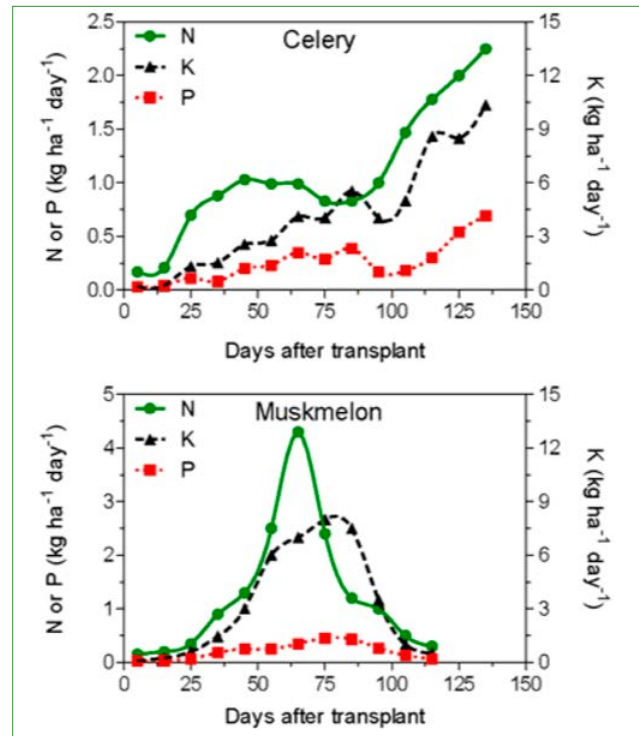 Celery
N
K
P
N or P (kg ha⁻¹ day⁻¹)
2.5
2.0
1.5
1.0
0.5
0.0
K (kg ha⁻¹ day⁻¹)
15
12
9
6
3
0
0 25 50 75 100 125 150
Days after transplant
Muskmelon
N
K
P
N or P (kg ha⁻¹ day⁻¹)
5
4
3
2
1
0
K (kg ha⁻¹ day⁻¹)
15
12
9
6
3
0
0 25 50 75 100 125 150
Days after transplant